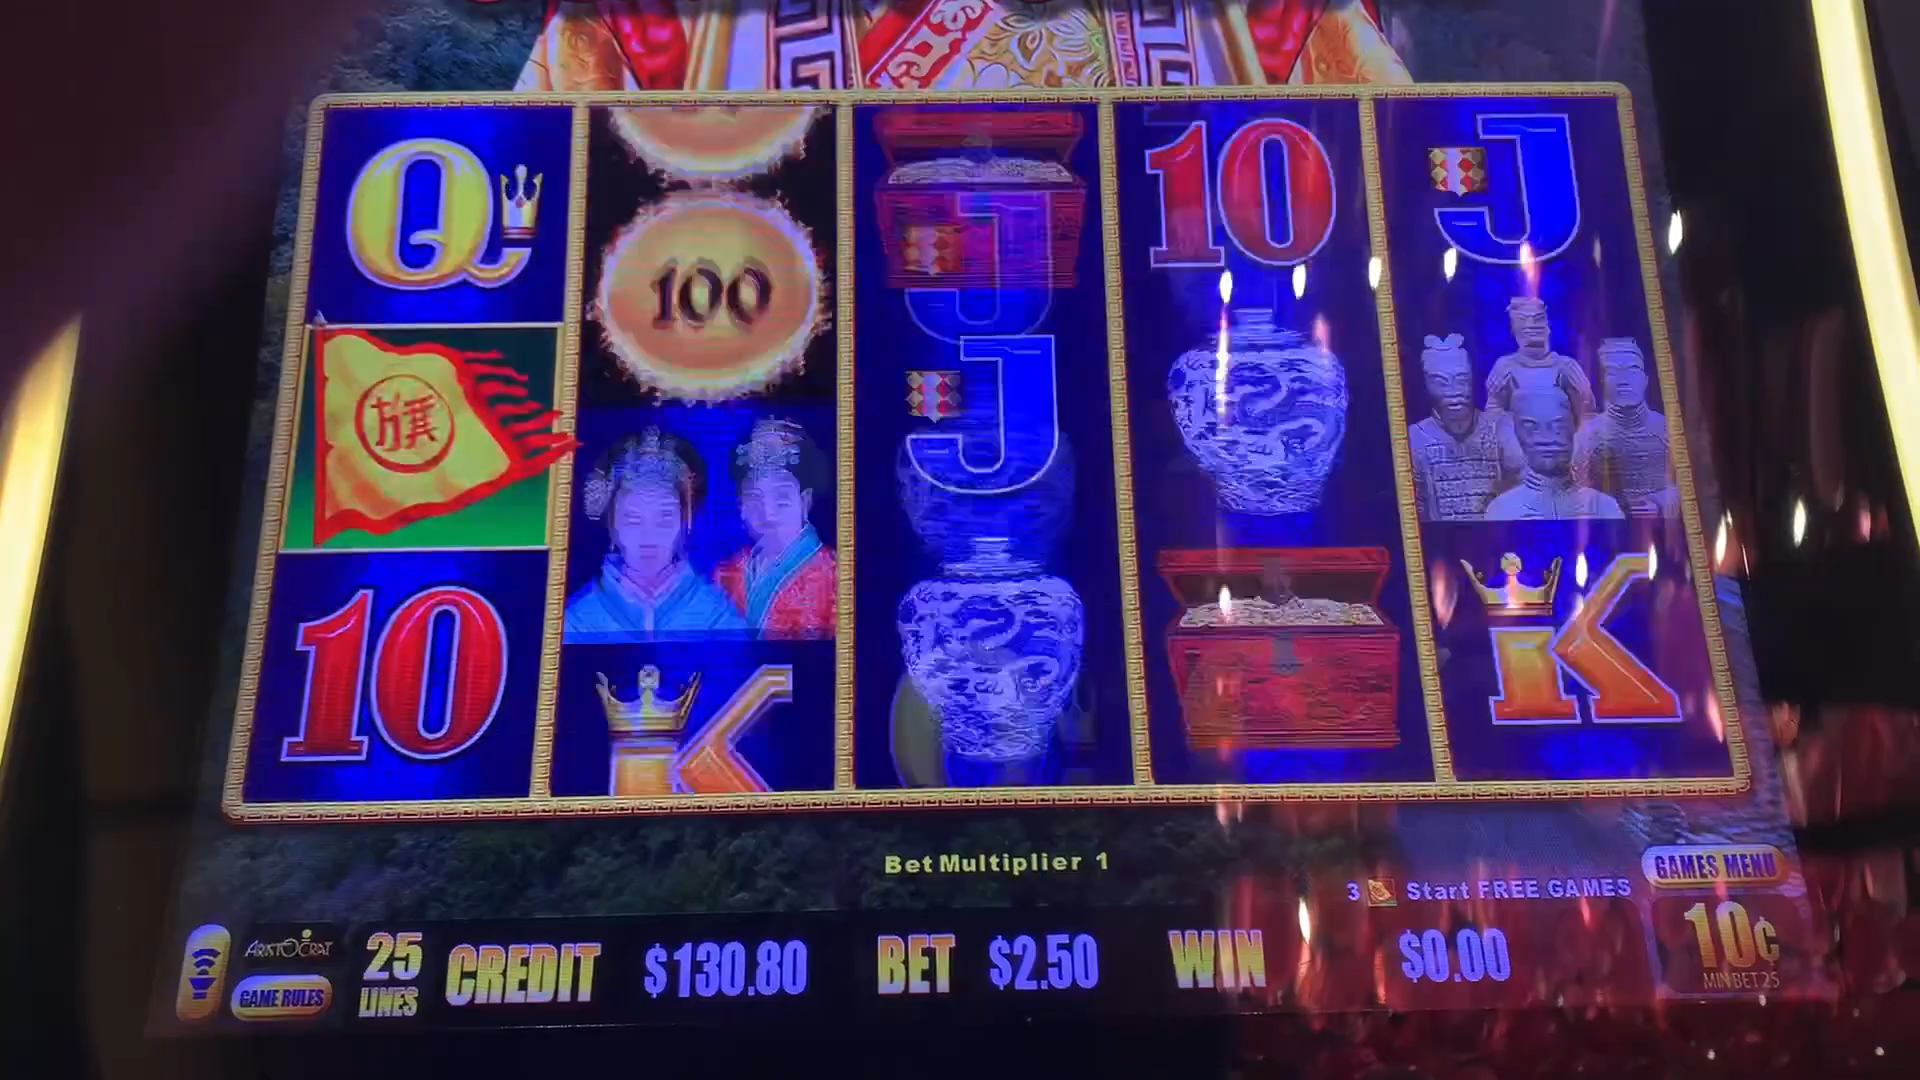 Q
100
J
10
J
旗
J
10
K
K
Bet Multiplier 1
3 Start FREE GAMES
GAMES MENU
ARISTOCRAT
GAME RULES
25 LINES
CREDIT $130.80
BET $2.50
WIN $0.00
10¢
MIN BET 25